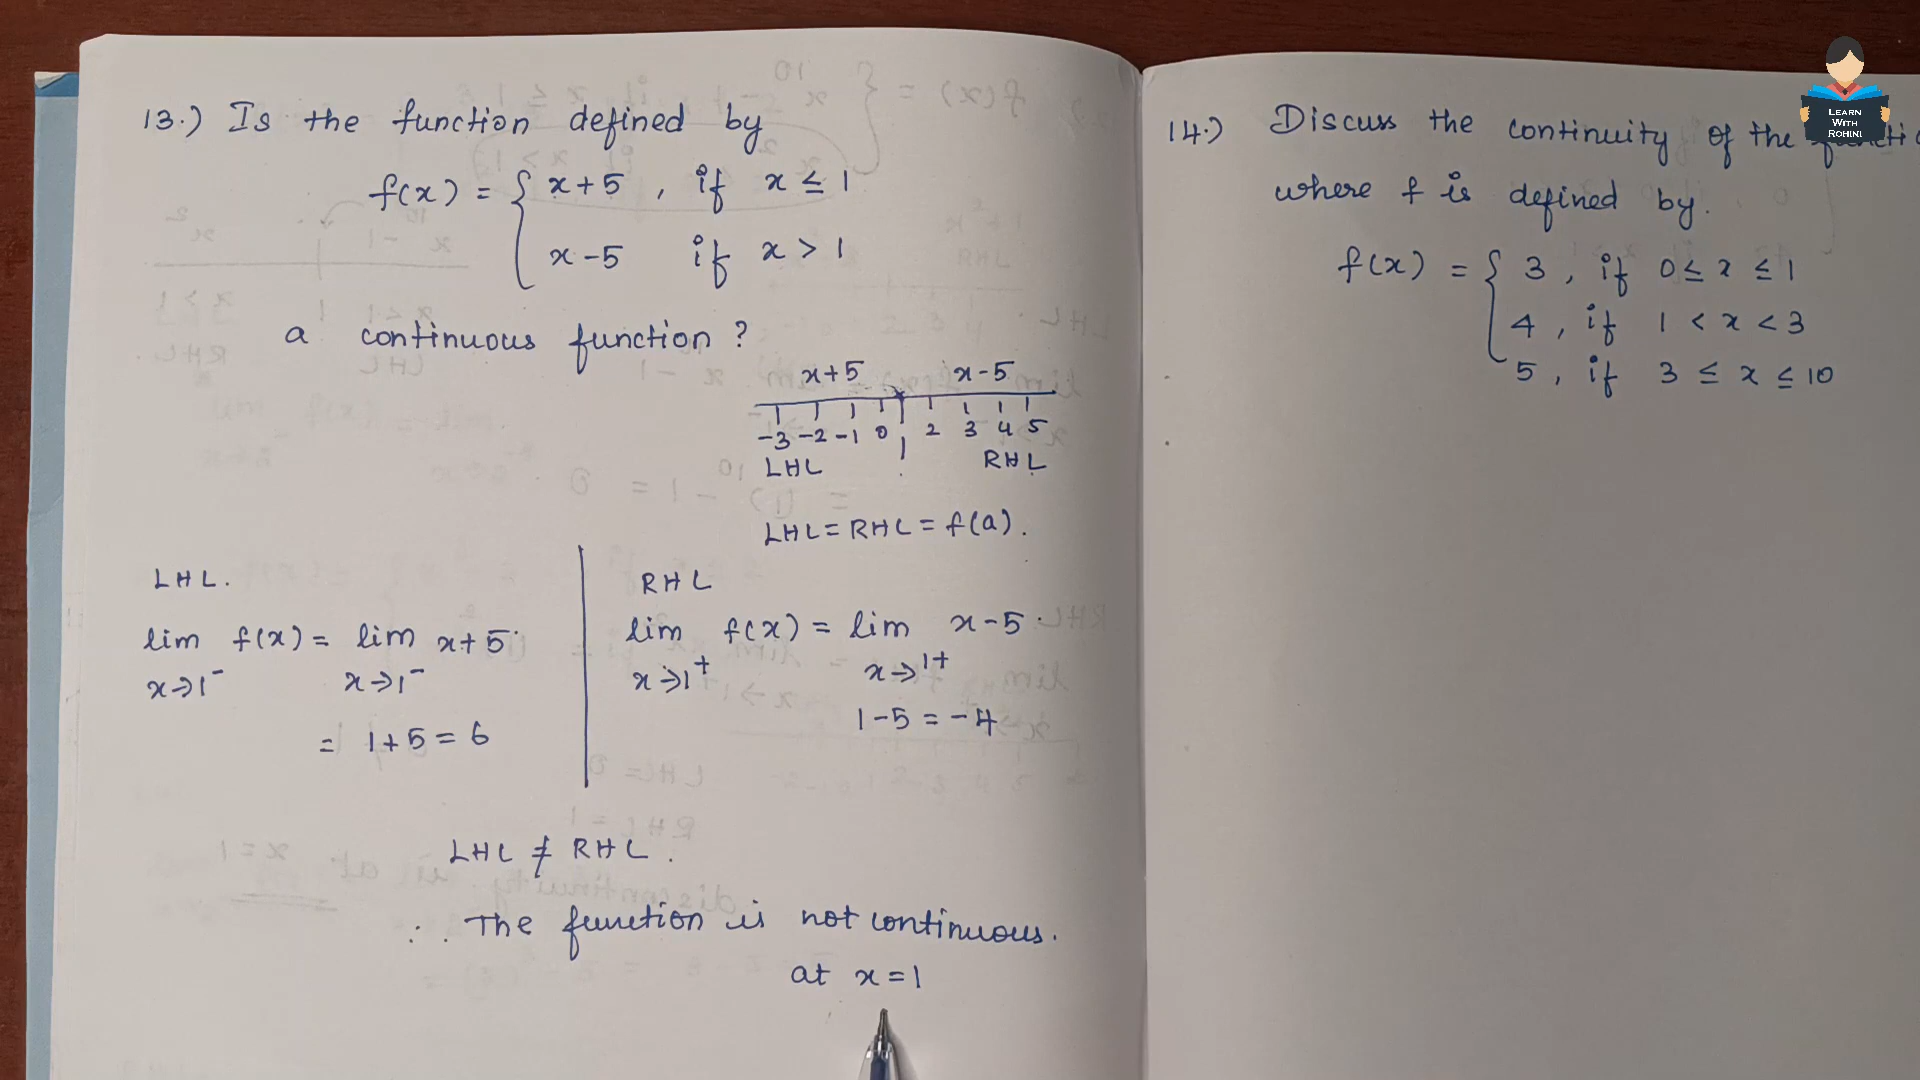 13.) Is the function defined by
f(x) = { x+5 , if x ≤ 1
x-5 if x > 1
a continuous function ?
x+5 x-5
-3 -2 -1 0 1 2 3 4 5
LHL RHL
LHL = RHL = f(a).
LHL.
lim f(x) = lim x+5
x→1⁻ x→1⁻
= 1+5 = 6
RHL
lim f(x) = lim x-5
x→1⁺ x→1+
1-5 = -4
LHL ≠ RHL.
∴ The function is not continuous.
at x=1
14.) Discuss the continuity of the
where f is defined by.
f(x) = { 3 , if 0 ≤ x ≤ 1
4 , if 1 < x < 3
5 , if 3 ≤ x ≤ 10
LEARN
WITH
ROHINI